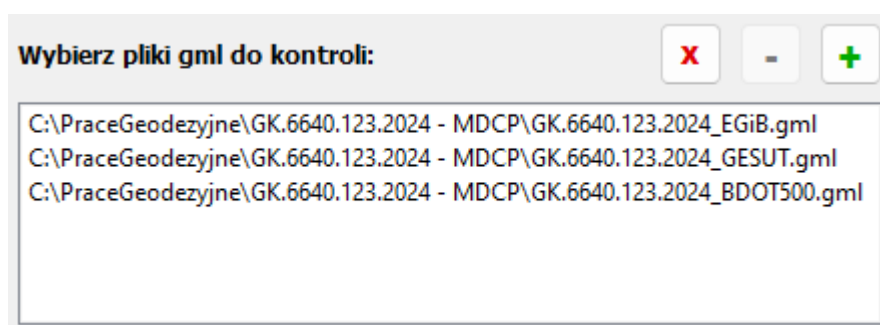 Wybierz pliki gml do kontroli: x - +
C:\PraceGeodezyjne\GK.6640.123.2024 - MDCP\GK.6640.123.2024_EGiB.gml
C:\PraceGeodezyjne\GK.6640.123.2024 - MDCP\GK.6640.123.2024_GESUT.gml
C:\PraceGeodezyjne\GK.6640.123.2024 - MDCP\GK.6640.123.2024_BDOT500.gml